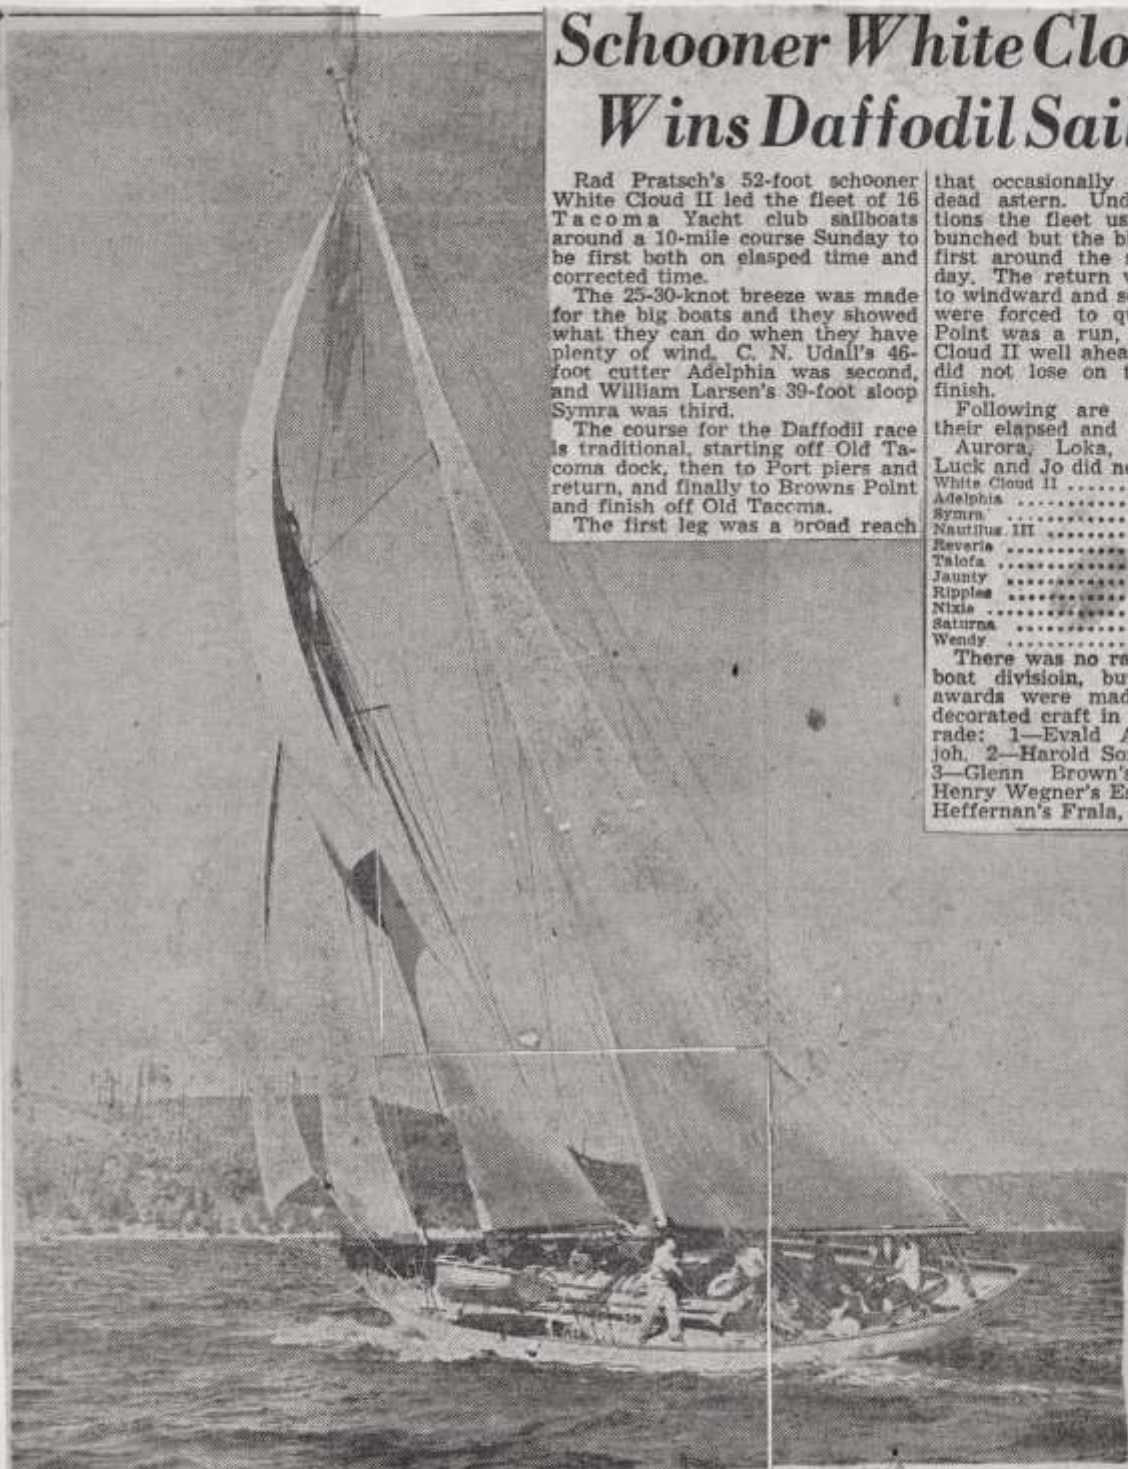 Schooner White Clo
Wins Daffodil Sail
Rad Pratsch's 52-foot schooner
White Cloud II led the fleet of 16
Tacoma Yacht club sailboats
around a 10-mile course Sunday to
be first both on elasped time and
corrected time.
The 25-30-knot breeze was made
for the big boats and they showed
what they can do when they have
plenty of wind. C. N. Udall's 46-
foot cutter Adelphia was second,
and William Larsen's 39-foot sloop
Symra was third.
The course for the Daffodil race
is traditional, starting off Old Ta-
coma dock, then to Port piers and
return, and finally to Browns Point
and finish off Old Tacoma.
The first leg was a broad reach
that occasionally
dead astern. Und
tions the fleet us
bunched but the bi
first around the s
day. The return w
to windward and s
were forced to qu
Point was a run,
Cloud II well ahea
did not lose on t
finish.
Following are
their elapsed and
Aurora, Loka,
Luck and Jo did n
White Cloud II ......
Adelphia ............
Symra ............
Nautilus III ........
Reverie ............
Talofa ............
Jaunty ............
Ripples ............
Nixie ............
Saturna ............
Wendy ............
There was no ra
boat divisioin, bu
awards were mad
decorated craft in
rade: 1—Evald A
joh. 2—Harold So
3—Glenn Brown's
Henry Wegner's E
Heffernan's Frala,